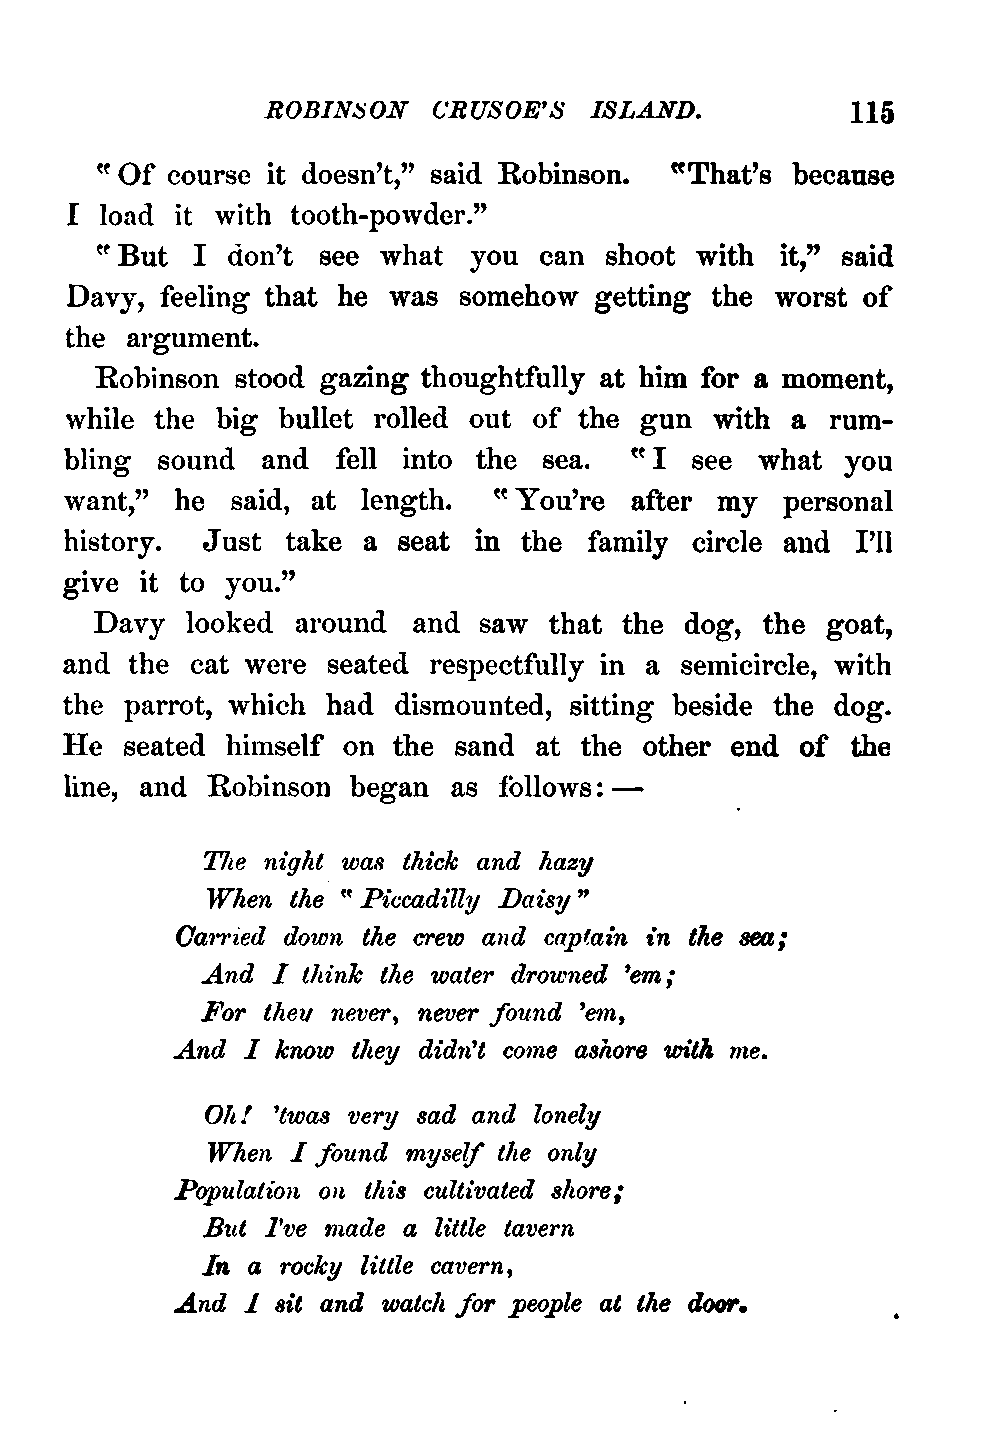 ROBINSON CRUSOE'S ISLAND. 115
"Of course it doesn't," said Robinson. "That's because
I load it with tooth-powder."
"But I don't see what you can shoot with it," said
Davy, feeling that he was somehow getting the worst of
the argument.
Robinson stood gazing thoughtfully at him for a moment,
while the big bullet rolled out of the gun with a rum-
bling sound and fell into the sea. "I see what you
want," he said, at length. "You're after my personal
history. Just take a seat in the family circle and I'll
give it to you."
Davy looked around and saw that the dog, the goat,
and the cat were seated respectfully in a semicircle, with
the parrot, which had dismounted, sitting beside the dog.
He seated himself on the sand at the other end of the
line, and Robinson began as follows:—
The night was thick and hazy
When the "Piccadilly Daisy"
Carried down the crew and captain in the sea;
And I think the water drowned 'em;
For they never, never found 'em,
And I know they didn't come ashore with me.
Oh! 'twas very sad and lonely
When I found myself the only
Population on this cultivated shore;
But I've made a little tavern
In a rocky little cavern,
And I sit and watch for people at the door.